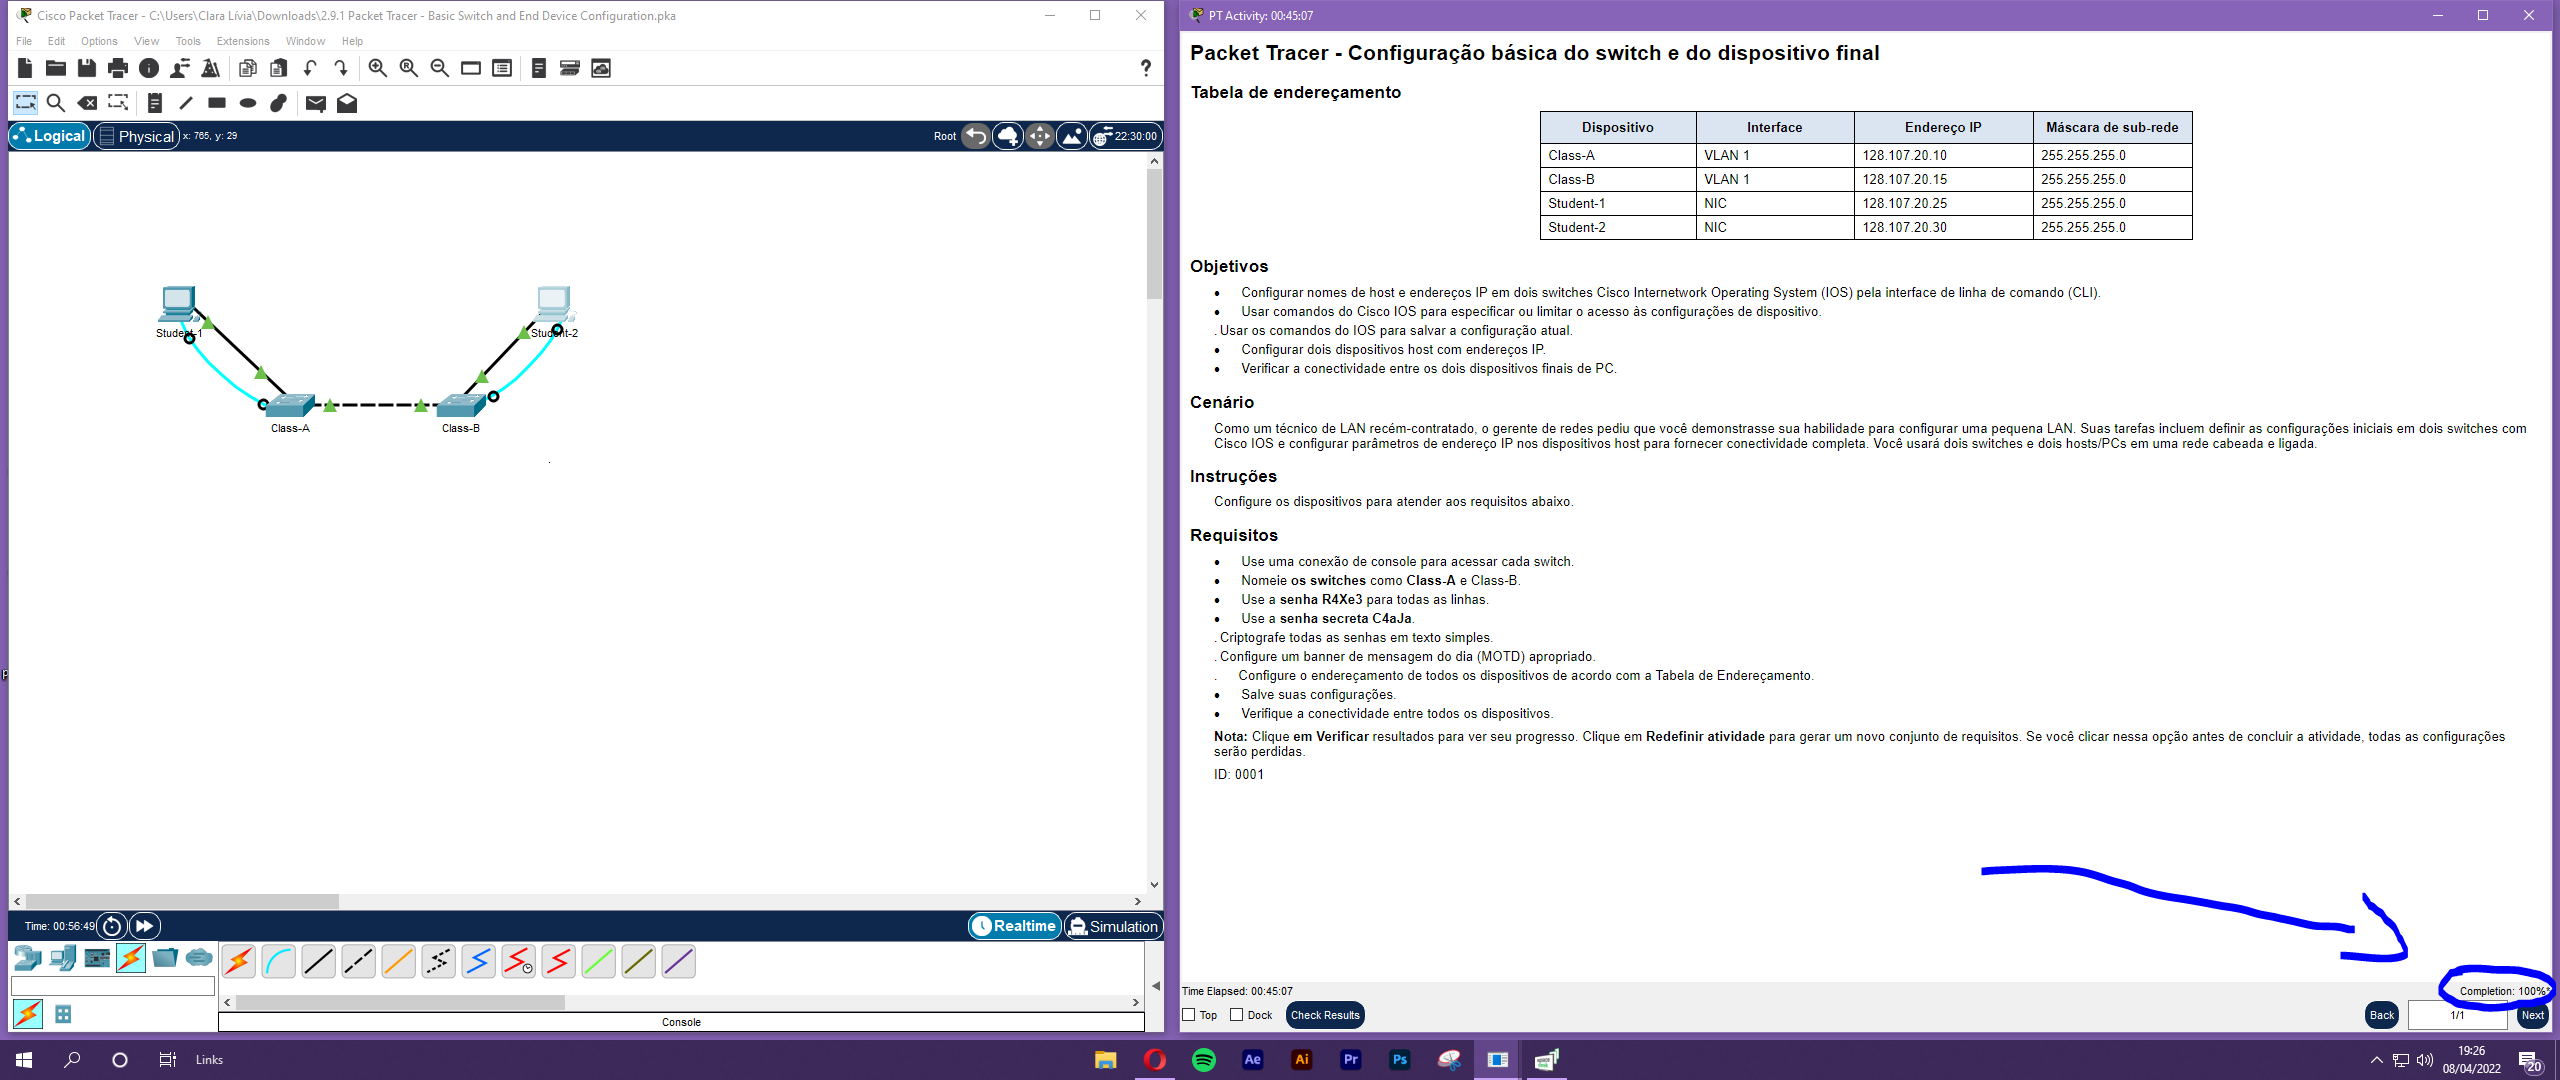 Cisco Packet Tracer - C:\Users\Clara Lívia\Downloads\2.9.1 Packet Tracer - Basic Switch and End Device Configuration.pka
File Edit Options View Tools Extensions Window Help
?
Logical Physical x: 765, y: 29 Root 22:30:00
Student-1
Student-2
Class-A
Class-B
Time: 00:56:49 Realtime Simulation
Console
PT Activity: 00:45:07
Packet Tracer - Configuração básica do switch e do dispositivo final
Tabela de endereçamento
Dispositivo Interface Endereço IP Máscara de sub-rede
Class-A VLAN 1 128.107.20.10 255.255.255.0
Class-B VLAN 1 128.107.20.15 255.255.255.0
Student-1 NIC 128.107.20.25 255.255.255.0
Student-2 NIC 128.107.20.30 255.255.255.0
Objetivos
• Configurar nomes de host e endereços IP em dois switches Cisco Internetwork Operating System (IOS) pela interface de linha de comando (CLI).
• Usar comandos do Cisco IOS para especificar ou limitar o acesso às configurações de dispositivo.
. Usar os comandos do IOS para salvar a configuração atual.
• Configurar dois dispositivos host com endereços IP.
• Verificar a conectividade entre os dois dispositivos finais de PC.
Cenário
Como um técnico de LAN recém-contratado, o gerente de redes pediu que você demonstrasse sua habilidade para configurar uma pequena LAN. Suas tarefas incluem definir as configurações iniciais em dois switches com
Cisco IOS e configurar parâmetros de endereço IP nos dispositivos host para fornecer conectividade completa. Você usará dois switches e dois hosts/PCs em uma rede cabeada e ligada.
Instruções
Configure os dispositivos para atender aos requisitos abaixo.
Requisitos
• Use uma conexão de console para acessar cada switch.
• Nomeie os switches como Class-A e Class-B.
• Use a senha R4Xe3 para todas as linhas.
• Use a senha secreta C4aJa.
. Criptografe todas as senhas em texto simples.
. Configure um banner de mensagem do dia (MOTD) apropriado.
. Configure o endereçamento de todos os dispositivos de acordo com a Tabela de Endereçamento.
• Salve suas configurações.
• Verifique a conectividade entre todos os dispositivos.
Nota: Clique em Verificar resultados para ver seu progresso. Clique em Redefinir atividade para gerar um novo conjunto de requisitos. Se você clicar nessa opção antes de concluir a atividade, todas as configurações
serão perdidas.
ID: 0001
Time Elapsed: 00:45:07 Completion: 100%
Top Dock Check Results Back 1/1 Next
Links Ae Ai Pr Ps 19:26
08/04/2022 20